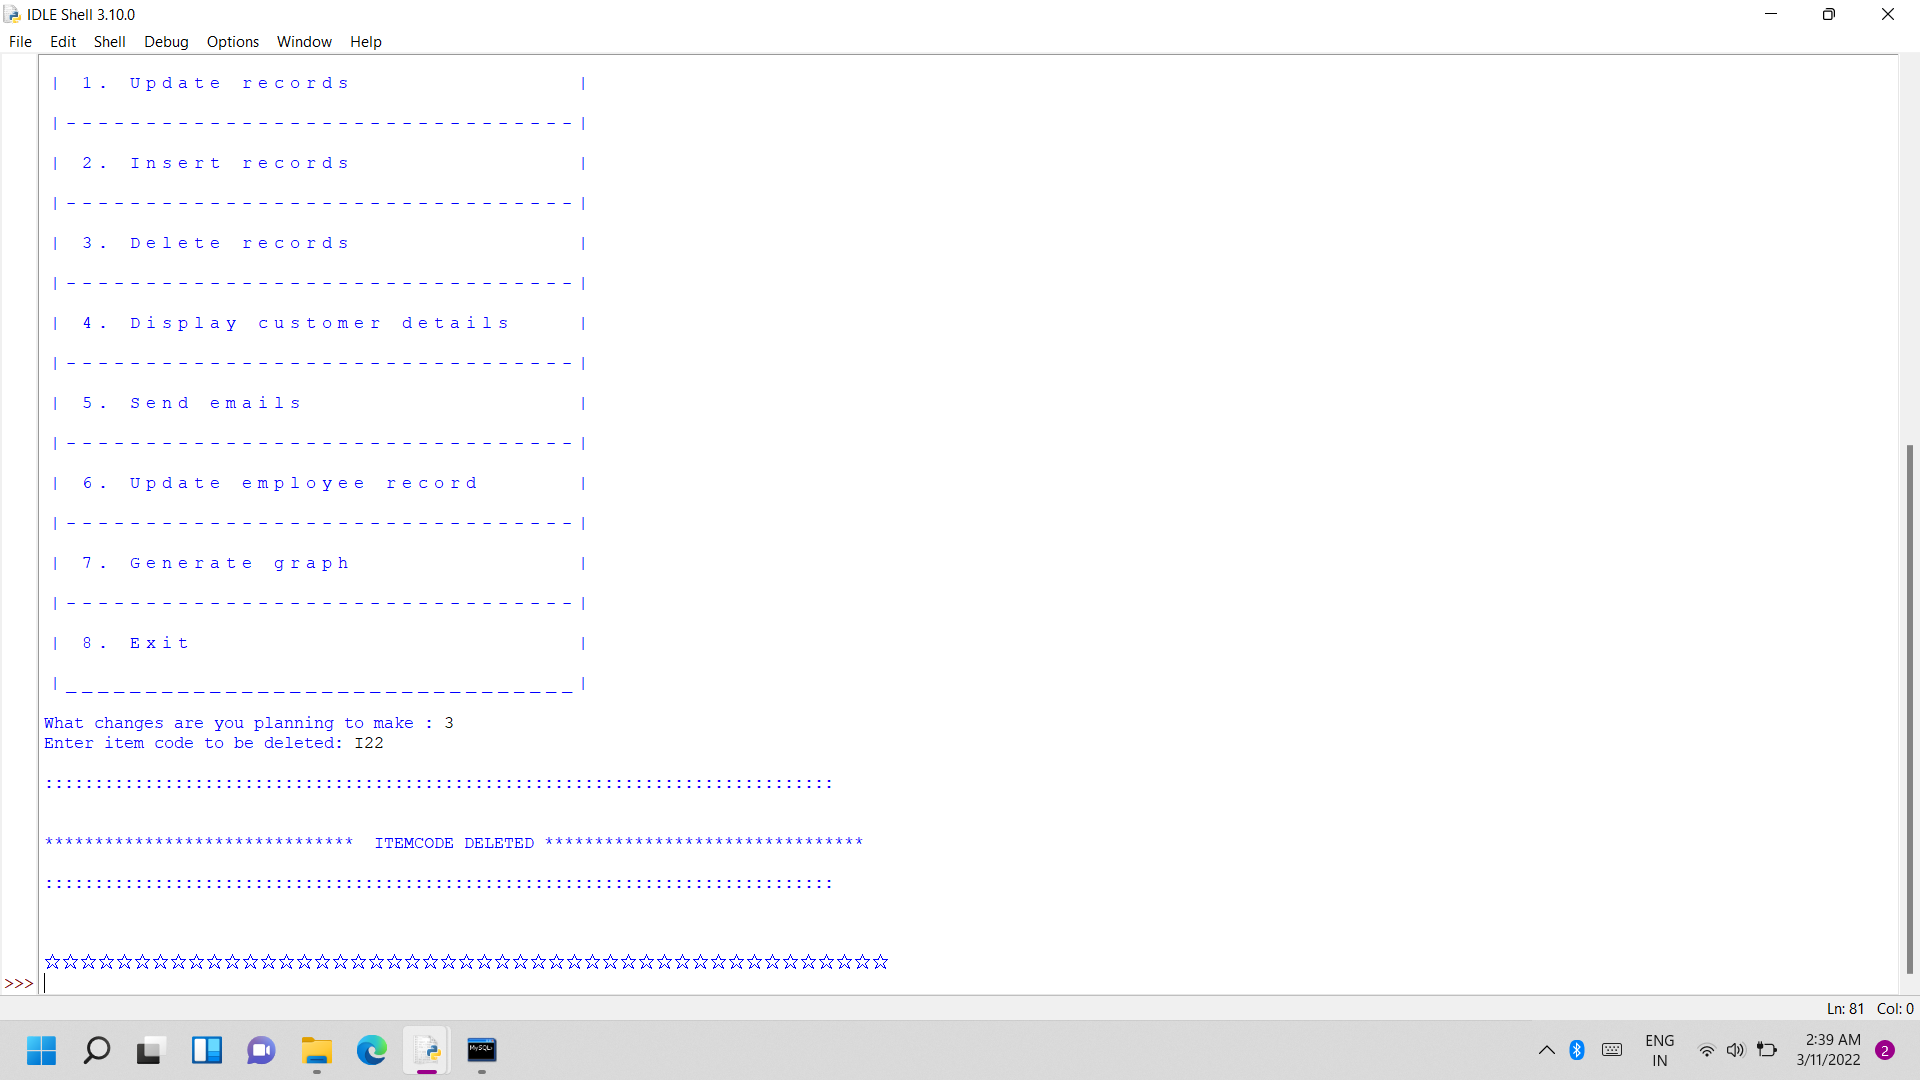 IDLE Shell 3.10.0
File Edit Shell Debug Options Window Help
| 1. Update records |
|--------------------------------|
| 2. Insert records |
|--------------------------------|
| 3. Delete records |
|--------------------------------|
| 4. Display customer details |
|--------------------------------|
| 5. Send emails |
|--------------------------------|
| 6. Update employee record |
|--------------------------------|
| 7. Generate graph |
|--------------------------------|
| 8. Exit |
|________________________________|
What changes are you planning to make : 3
Enter item code to be deleted: I22
:::::::::::::::::::::::::::::::::::::::::::::::::::::::::::::::::::::::::::::::
******************************* ITEMCODE DELETED ********************************
:::::::::::::::::::::::::::::::::::::::::::::::::::::::::::::::::::::::::::::::
☆☆☆☆☆☆☆☆☆☆☆☆☆☆☆☆☆☆☆☆☆☆☆☆☆☆☆☆☆☆☆☆☆☆☆☆☆☆☆☆☆☆☆☆☆☆☆
>>>
Ln: 81 Col: 0
MySQL
ENG
IN
2:39 AM
3/11/2022
2